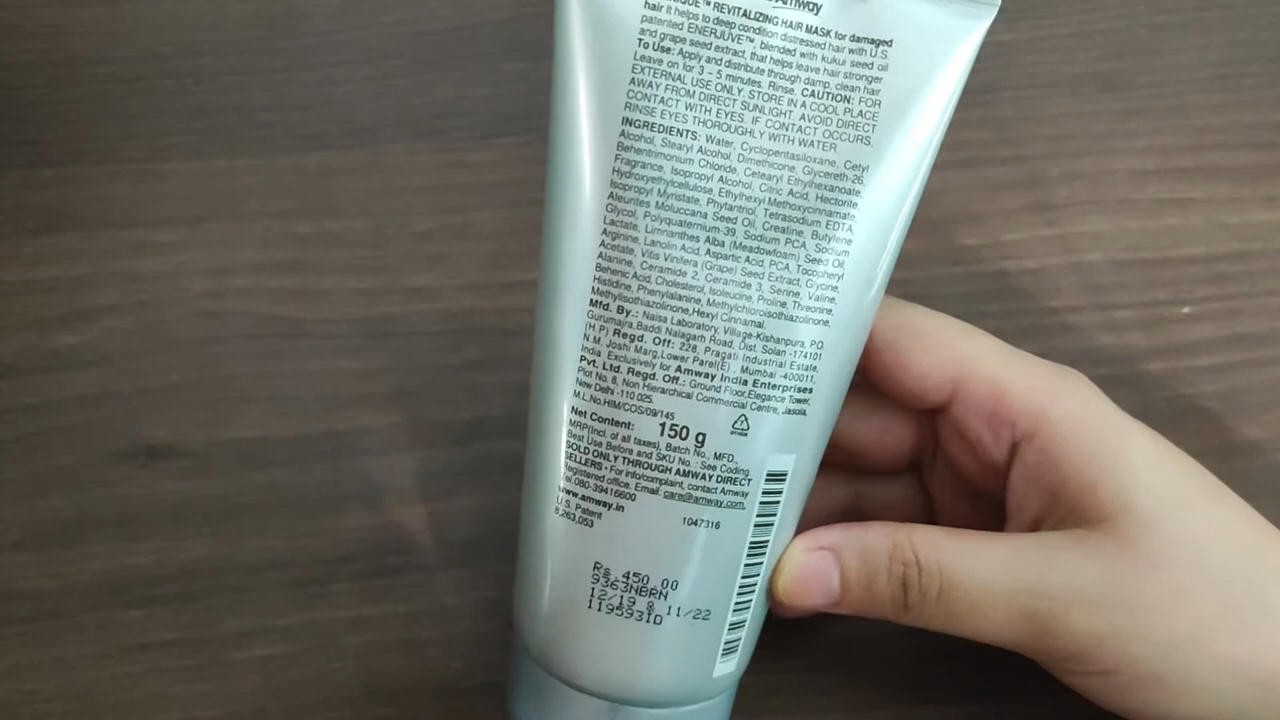 Amway
REVITALIZING HAIR MASK for damaged
hair It helps to deep condition distressed hair with U.S.
patented ENERJUVE™, blended with kukui seed oil
and grape seed extract, that helps leave hair stronger.
To Use: Apply and distribute through damp, clean hair
Leave on for 3 – 5 minutes. Rinse. CAUTION: FOR
EXTERNAL USE ONLY. STORE IN A COOL PLACE
AWAY FROM DIRECT SUNLIGHT. AVOID DIRECT
CONTACT WITH EYES. IF CONTACT OCCURS,
RINSE EYES THOROUGHLY WITH WATER
INGREDIENTS: Water, Cyclopentasiloxane, Cetyl
Alcohol, Stearyl Alcohol, Dimethicone, Glycereth-26,
Behentrimonium Chloride, Cetearyl Ethylhexanoate,
Fragrance, Isopropyl Alcohol, Citric Acid, Hectorite,
Hydroxyethylcellulose, Ethylhexyl Methoxycinnamate,
Isopropyl Myristate, Phytantriol, Tetrasodium EDTA,
Aleurites Moluccana Seed Oil, Creatine, Butylene
Glycol, Polyquaternium-39, Sodium PCA, Sodium
Lactate, Limnanthes Alba (Meadowfoam) Seed Oil,
Arginine, Lanolin Acid, Aspartic Acid, PCA, Tocopheryl
Acetate, Vitis Vinifera (Grape) Seed Extract, Glycine,
Alanine, Ceramide 2, Ceramide 3, Serine, Valine,
Behenic Acid, Cholesterol, Isoleucine, Proline, Threonine,
Histidine, Phenylalanine, Methylchloroisothiazolinone,
Methylisothiazolinone,Hexyl Cinnamal.
Mfd. By.: Naisa Laboratory, Village-Kishanpura, P.O.
Gurumajra,Baddi Nalagarh Road, Dist. Solan -174101
(H.P) Regd. Off: 228, Pragati Industrial Estate,
N.M. Joshi Marg,Lower Parel(E) , Mumbai -400011,
India Exclusively for Amway India Enterprises
Pvt. Ltd. Regd. Off.: Ground Floor,Elegance Tower,
Plot No. 8, Non Hierarchical Commercial Centre, Jasola,
New Delhi -110 025.
M.L.No.HIM/COS/09/145
Net Content: 150 g
MRP(Incl. of all taxes), Batch No., MFD.,
Best Use Before and SKU No.: See Coding.
SOLD ONLY THROUGH AMWAY DIRECT
SELLERS • For info/complaint, contact Amway
Registered office. Email: care@amway.com,
Tel.080-39416600
www.amway.in
U.S. Patent
8,263,053
1047316
7
OTHER
Rs 450.00
9363NBRN
12/19 & 11/22
119593ID